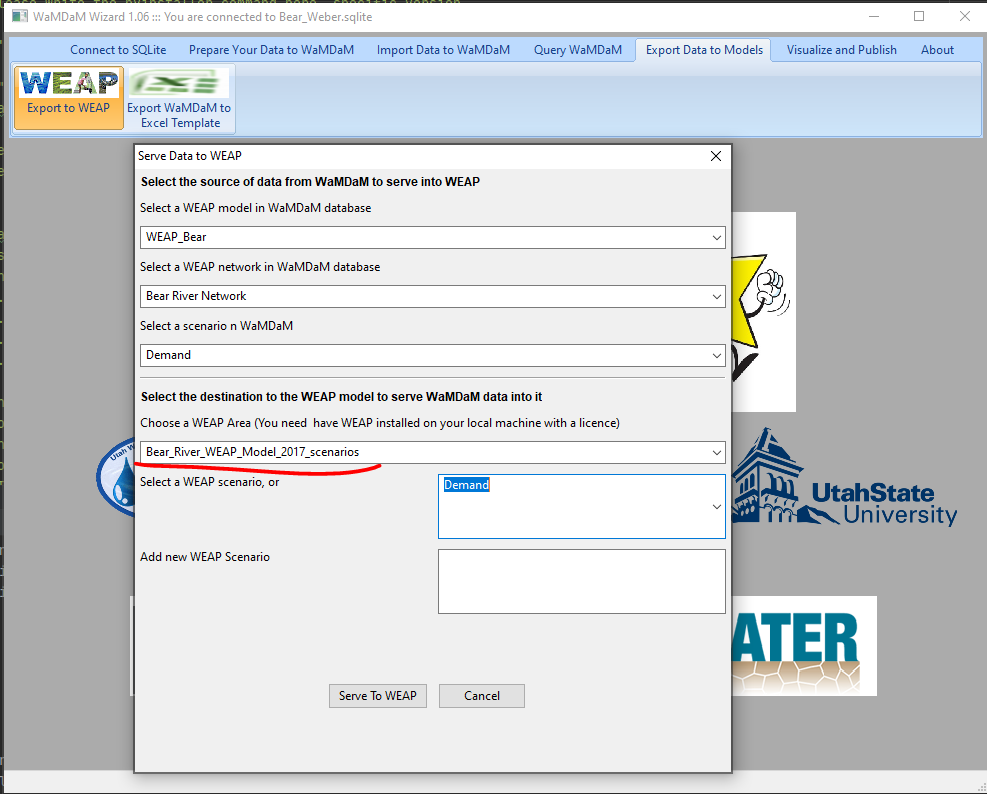 WaMDaM Wizard 1.06 ::: You are connected to Bear_Weber.sqlite
Connect to SQLite Prepare Your Data to WaMDaM Import Data to WaMDaM Query WaMDaM Export Data to Models Visualize and Publish About
WEAP
Export to WEAP
Export WaMDaM to
Excel Template
Serve Data to WEAP
Select the source of data from WaMDaM to serve into WEAP
Select a WEAP model in WaMDaM database
WEAP_Bear
Select a WEAP network in WaMDaM database
Bear River Network
Select a scenario n WaMDaM
Demand
Select the destination to the WEAP model to serve WaMDaM data into it
Choose a WEAP Area (You need  have WEAP installed on your local machine with a licence)
Bear_River_WEAP_Model_2017_scenarios
Select a WEAP scenario, or
Demand
Add new WEAP Scenario
Serve To WEAP Cancel
Utah W
UtahState
University
ATER